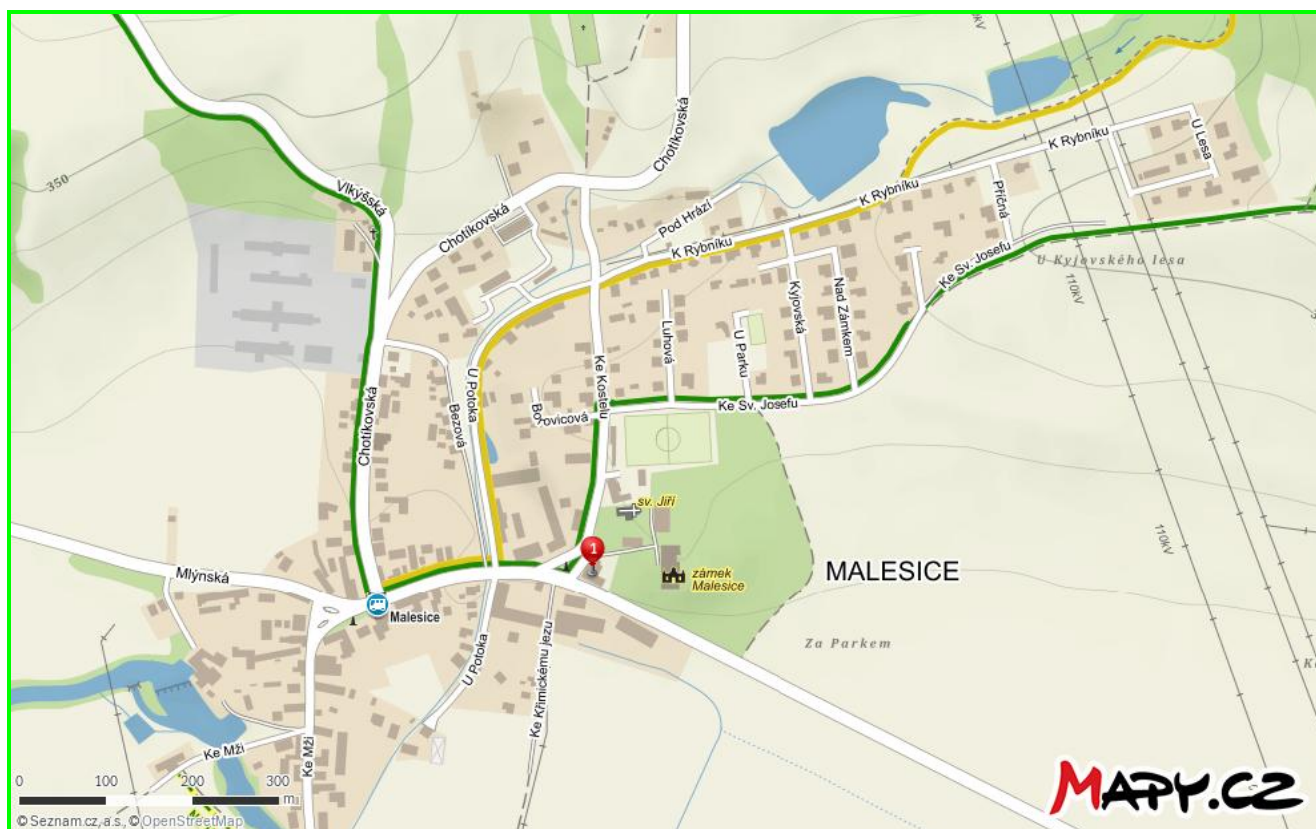 350
Vlkýšská
Chotíkovská
Chotíkovská
Pod Hrází
K Rybníku
K Rybníku
K Rybníku
U Lesa
Příčná
Ke Sv. Josefu
U Kyjovského lesa
110kV
Kyjovská
Nad Zámkem
Luhová
U Parku
Ke Kostelu
U Potoka
Bezová
Chotíkovská
Ke Sv. Josefu
sv. Jiří
1
110kV
zámek
Malesice
MALESICE
Mlýnská
Malesice
Za Parkem
U Potoka
Ke Křimickému jezu
Ke Mži
Ke Mži
0 100 200 300
m
MAPY.CZ
© Seznam.cz, a.s., © OpenStreetMap